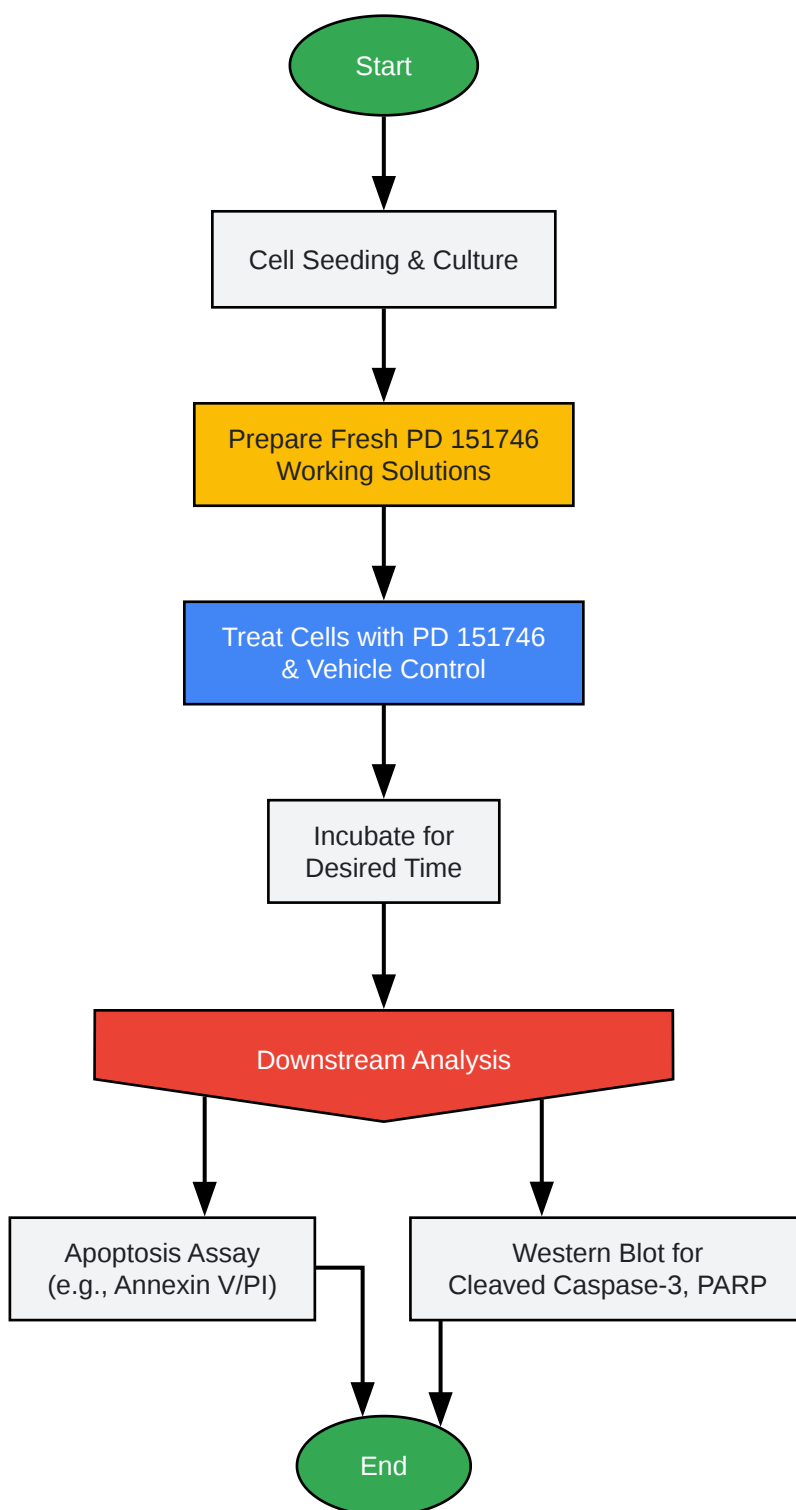 Start
Cell Seeding & Culture
Prepare Fresh PD 151746
Working Solutions
Treat Cells with PD 151746
& Vehicle Control
Incubate for
Desired Time
Downstream Analysis
Apoptosis Assay
(e.g., Annexin V/PI)
Western Blot for
Cleaved Caspase-3, PARP
End